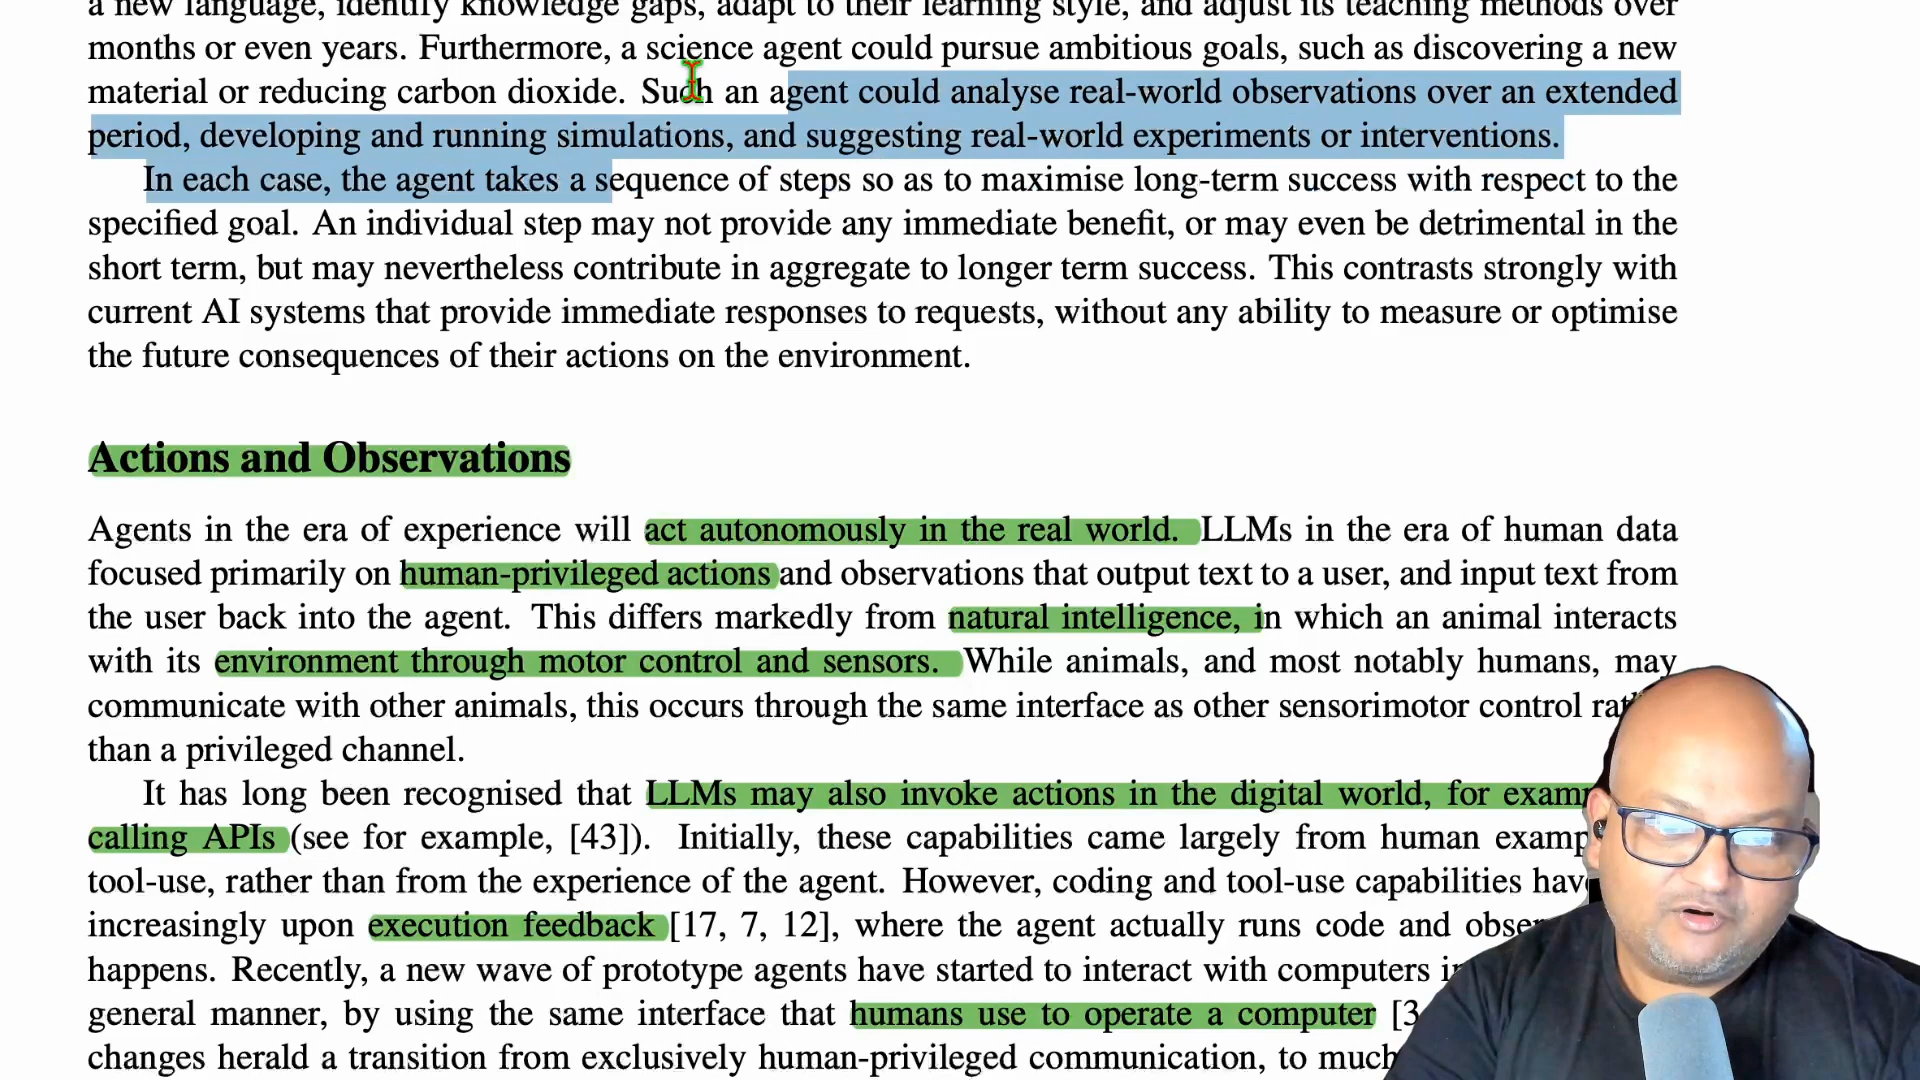 a new language, identify knowledge gaps, adapt to their learning style, and adjust its teaching methods over
months or even years. Furthermore, a science agent could pursue ambitious goals, such as discovering a new
material or reducing carbon dioxide. Such an agent could analyse real-world observations over an extended
period, developing and running simulations, and suggesting real-world experiments or interventions.
In each case, the agent takes a sequence of steps so as to maximise long-term success with respect to the
specified goal. An individual step may not provide any immediate benefit, or may even be detrimental in the
short term, but may nevertheless contribute in aggregate to longer term success. This contrasts strongly with
current AI systems that provide immediate responses to requests, without any ability to measure or optimise
the future consequences of their actions on the environment.
Actions and Observations
Agents in the era of experience will act autonomously in the real world. LLMs in the era of human data
focused primarily on human-privileged actions and observations that output text to a user, and input text from
the user back into the agent. This differs markedly from natural intelligence, in which an animal interacts
with its environment through motor control and sensors. While animals, and most notably humans, may
communicate with other animals, this occurs through the same interface as other sensorimotor control
than a privileged channel.
It has long been recognised that LLMs may also invoke actions in the digital world, for
calling APIs (see for example, [43]). Initially, these capabilities came largely from human
tool-use, rather than from the experience of the agent. However, coding and tool-use capabilities
increasingly upon execution feedback [17, 7, 12], where the agent actually runs code and
happens. Recently, a new wave of prototype agents have started to interact with computers
general manner, by using the same interface that humans use to operate a computer [3
changes herald a transition from exclusively human-privileged communication, to much